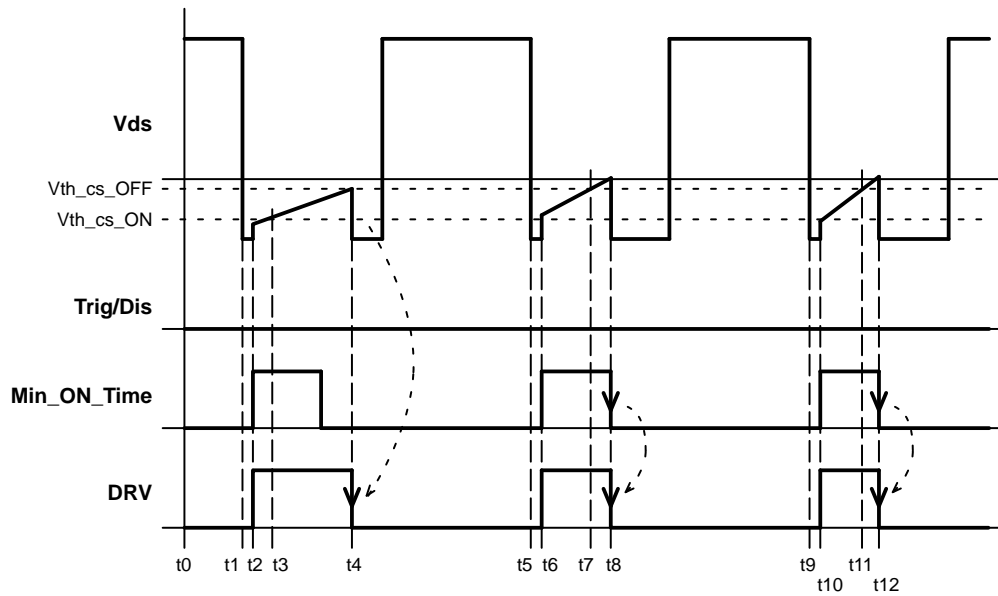 Vds
Vth_cs_OFF
Vth_cs_ON
Trig/Dis
Min_ON_Time
DRV
t0 t1 t2 t3 t4 t5 t6 t7 t8 t9 t11
t10 t12